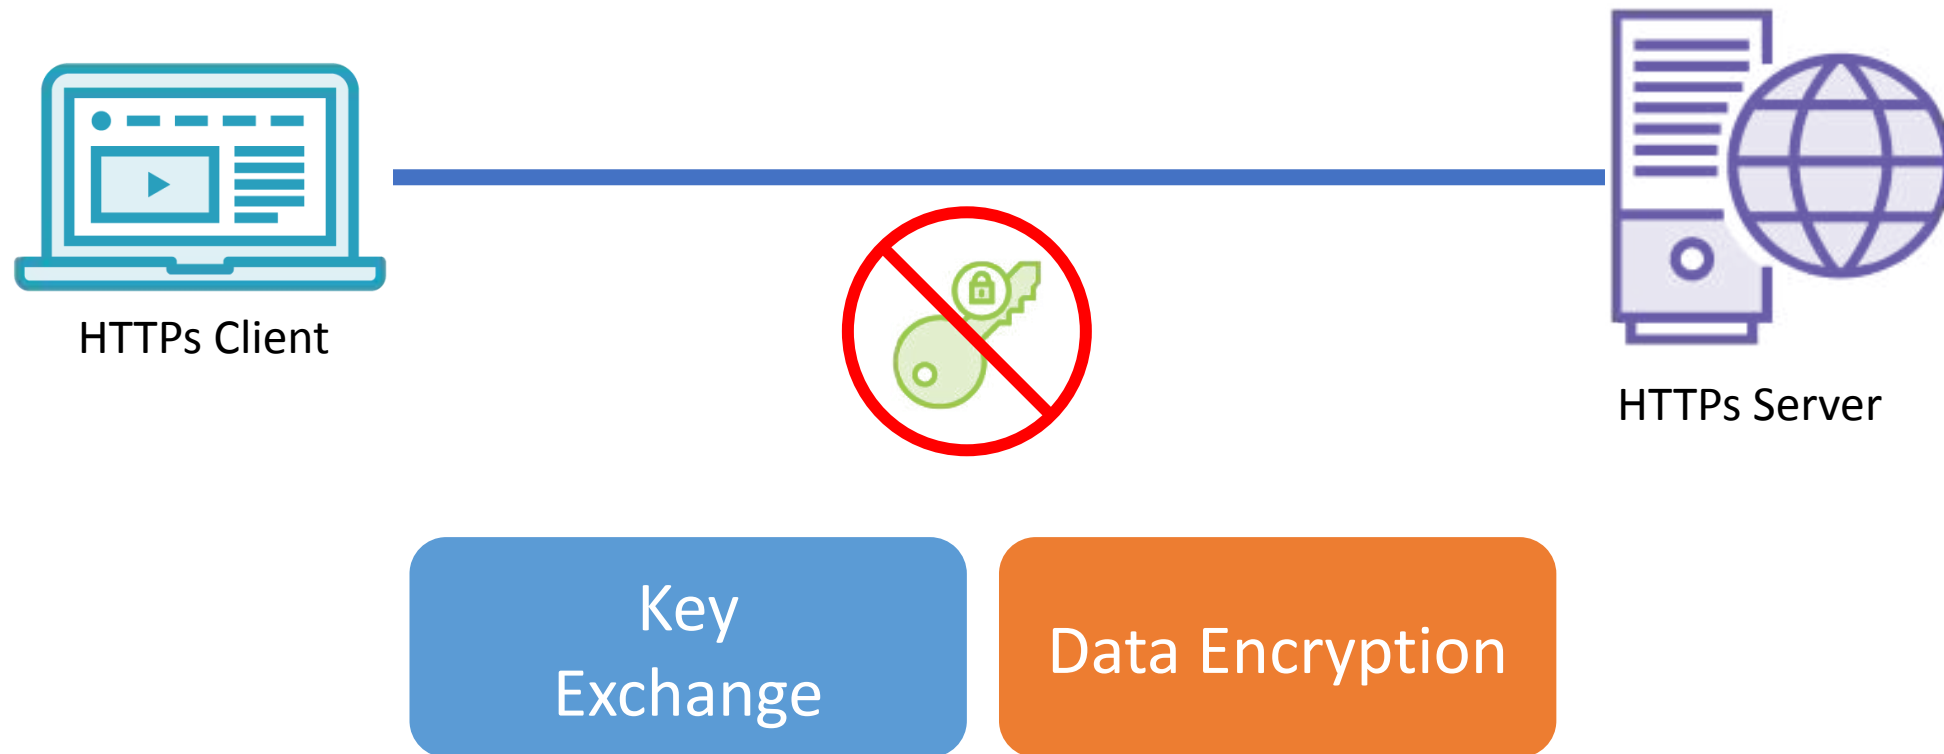 HTTPs Client
HTTPs Server
Key
Exchange
Data Encryption